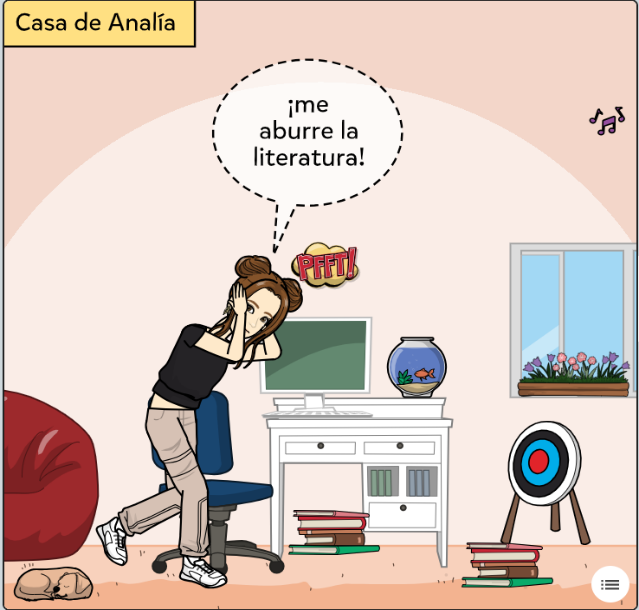 Casa de Analía
¡me
aburre la
literatura!
PFFT!